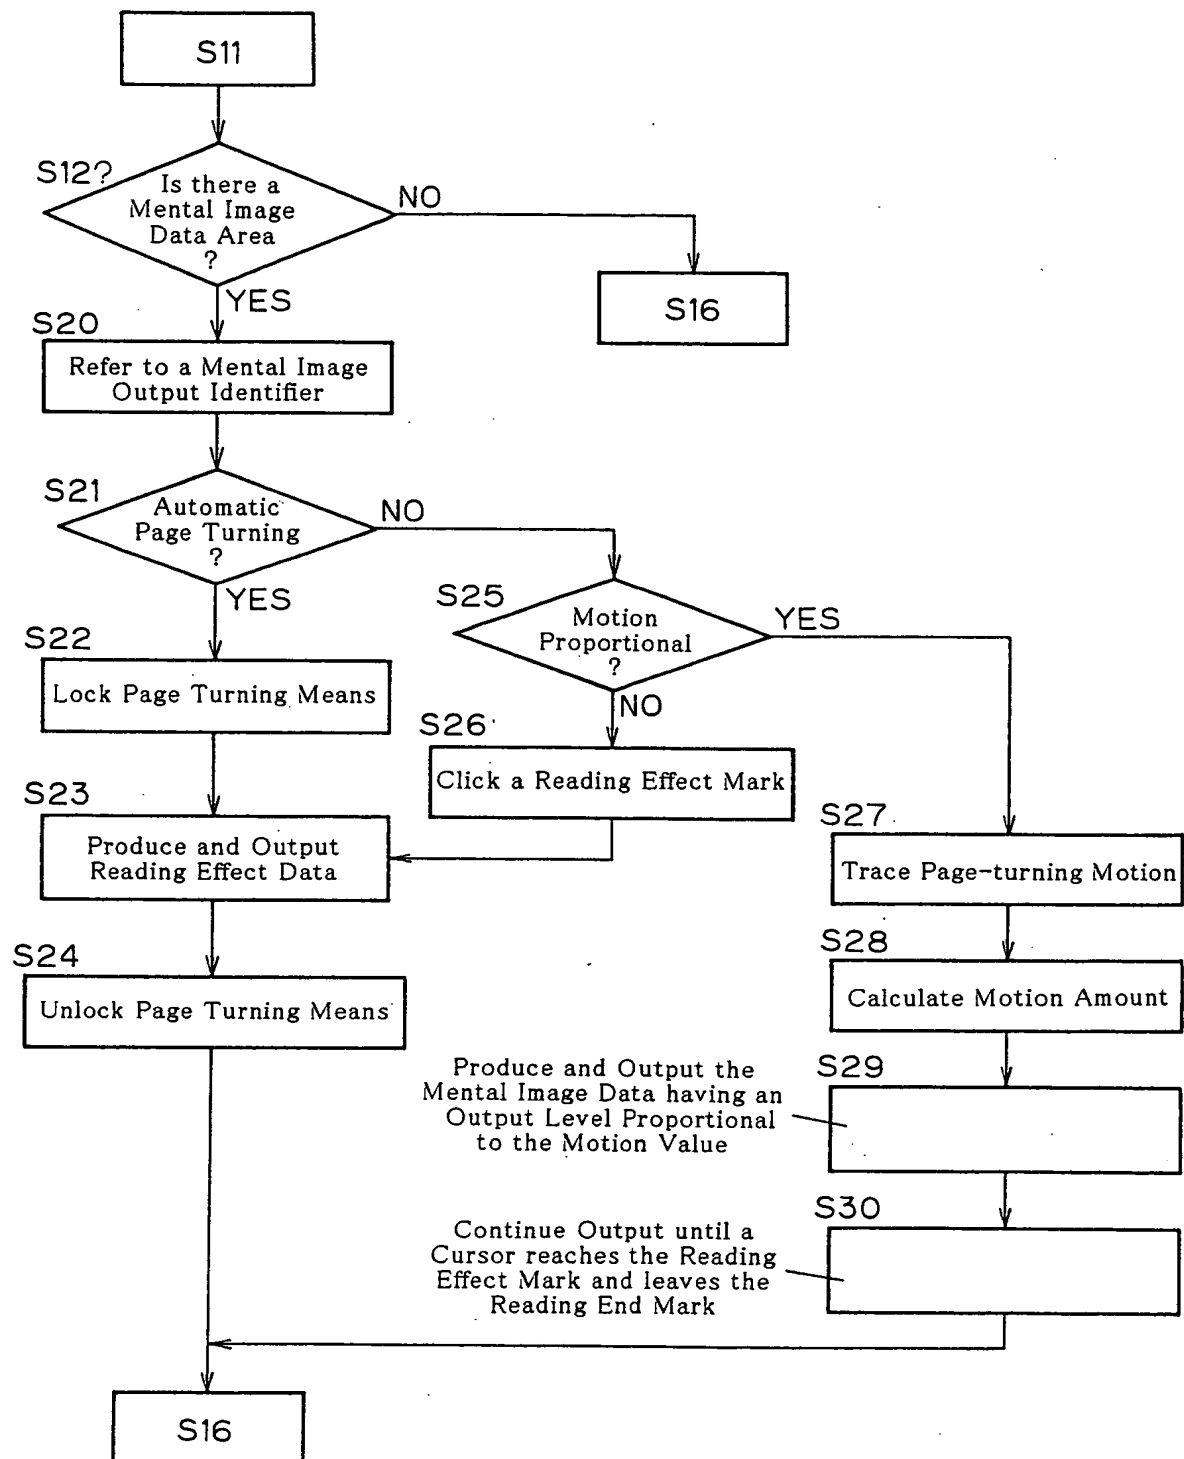 S11
S12?
Is there a
Mental Image
Data Area
?
NO
YES
S16
S20
Refer to a Mental Image
Output Identifier
S21
Automatic
Page Turning
?
NO
YES
S25
Motion
Proportional
?
YES
NO
S22
Lock Page Turning Means
S26
Click a Reading Effect Mark
S23
Produce and Output
Reading Effect Data
S27
Trace Page-turning Motion
S24
Unlock Page Turning Means
S28
Calculate Motion Amount
S29
Produce and Output the
Mental Image Data having an
Output Level Proportional
to the Motion Value
S30
Continue Output until a
Cursor reaches the Reading
Effect Mark and leaves the
Reading End Mark
S16